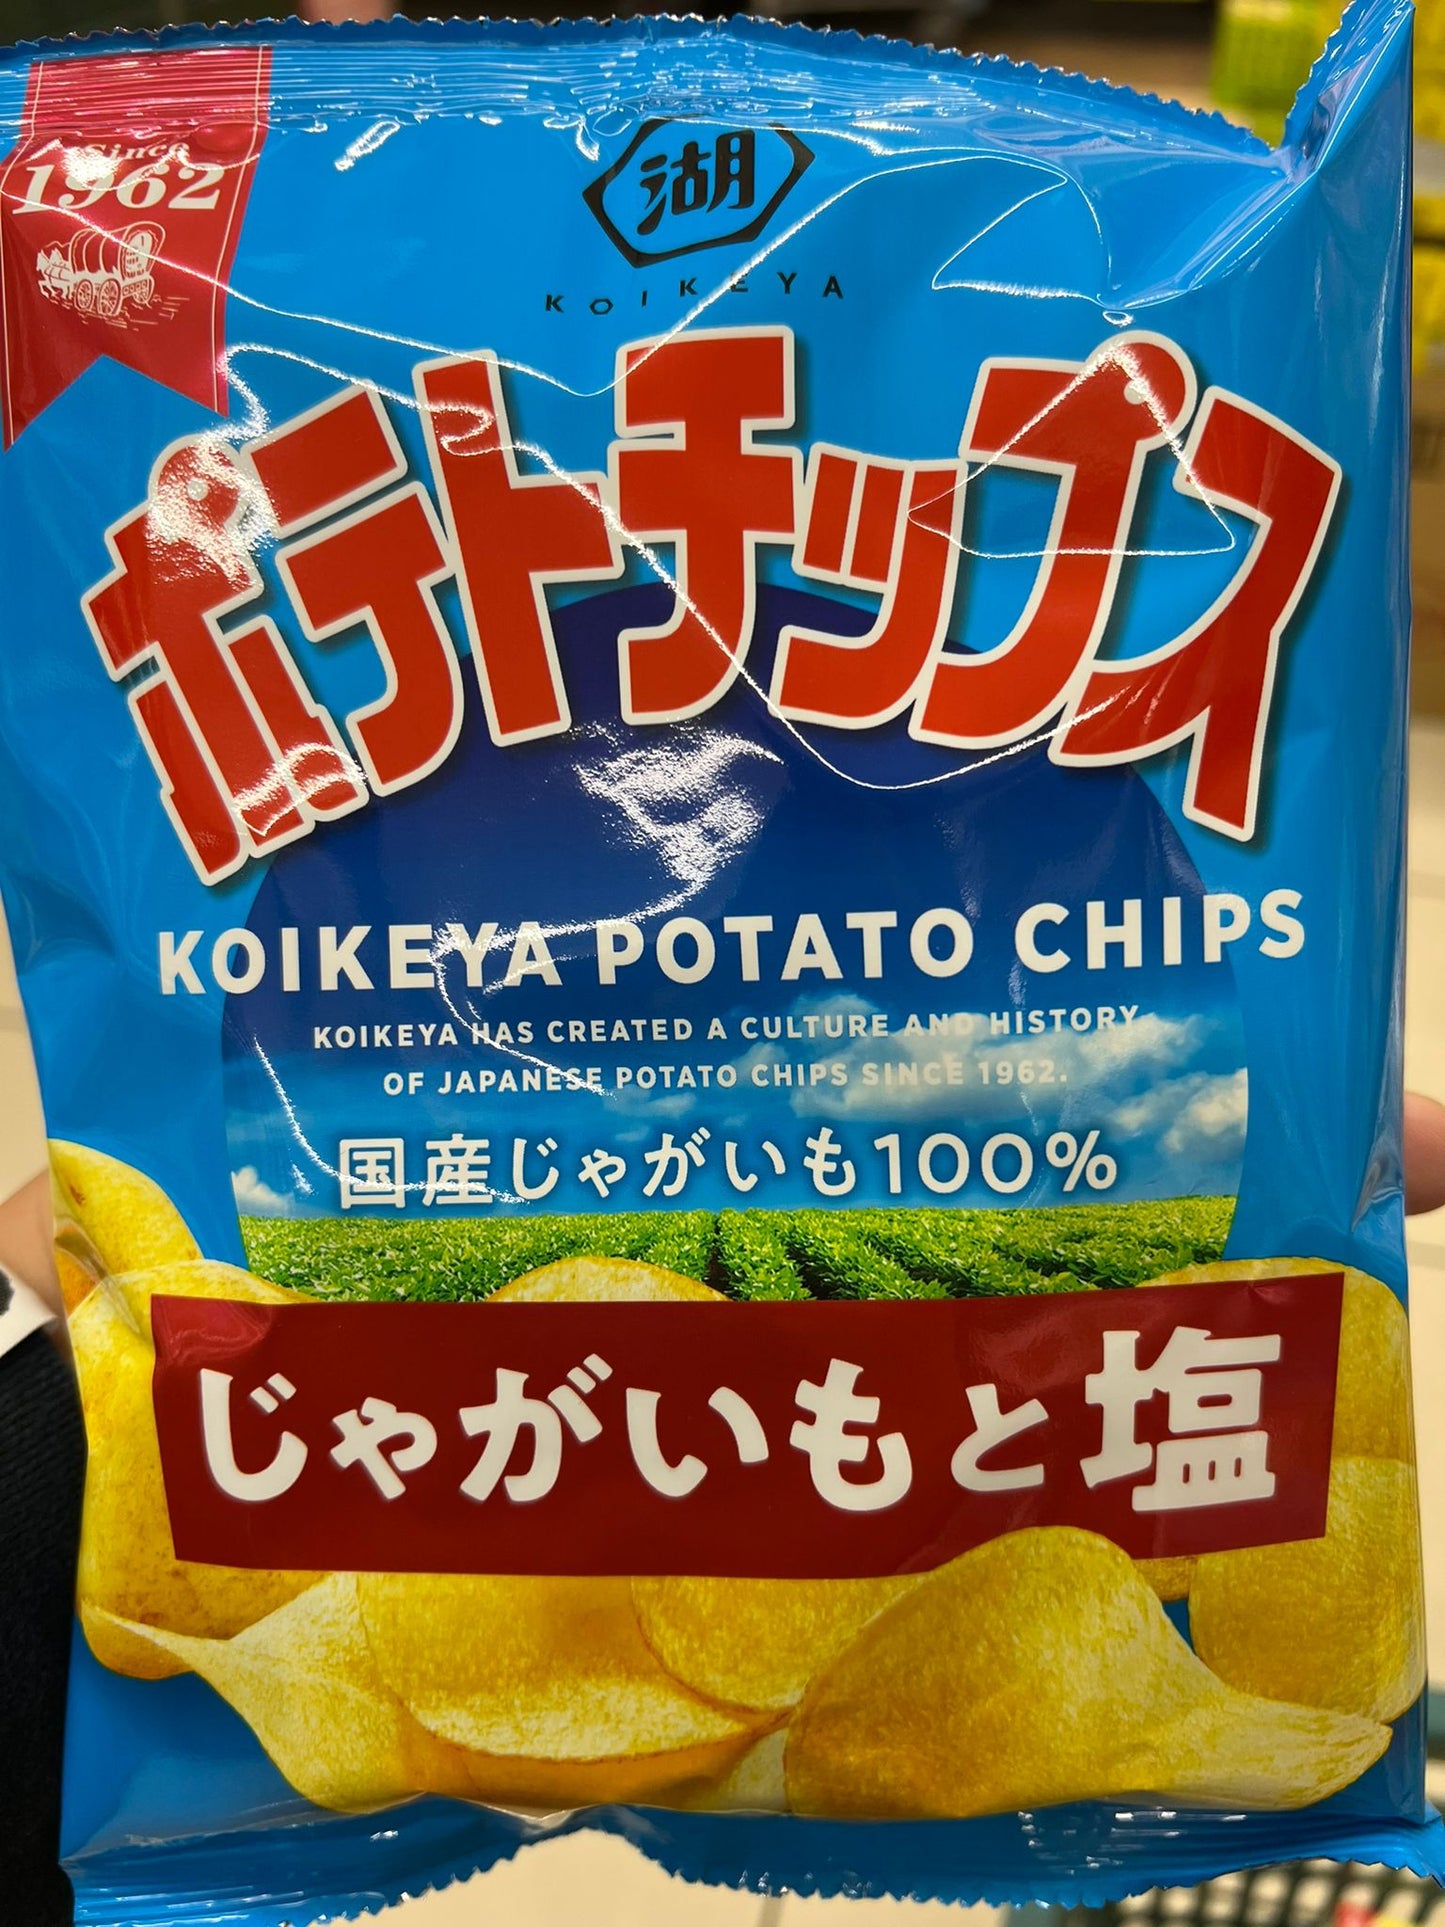 Since
1962
湖
KOIKEYA
ポテトチップス
KOIKEYA POTATO CHIPS
KOIKEYA HAS CREATED A CULTURE AND HISTORY
OF JAPANESE POTATO CHIPS SINCE 1962.
国産じゃがいも100%
じゃがいもと塩